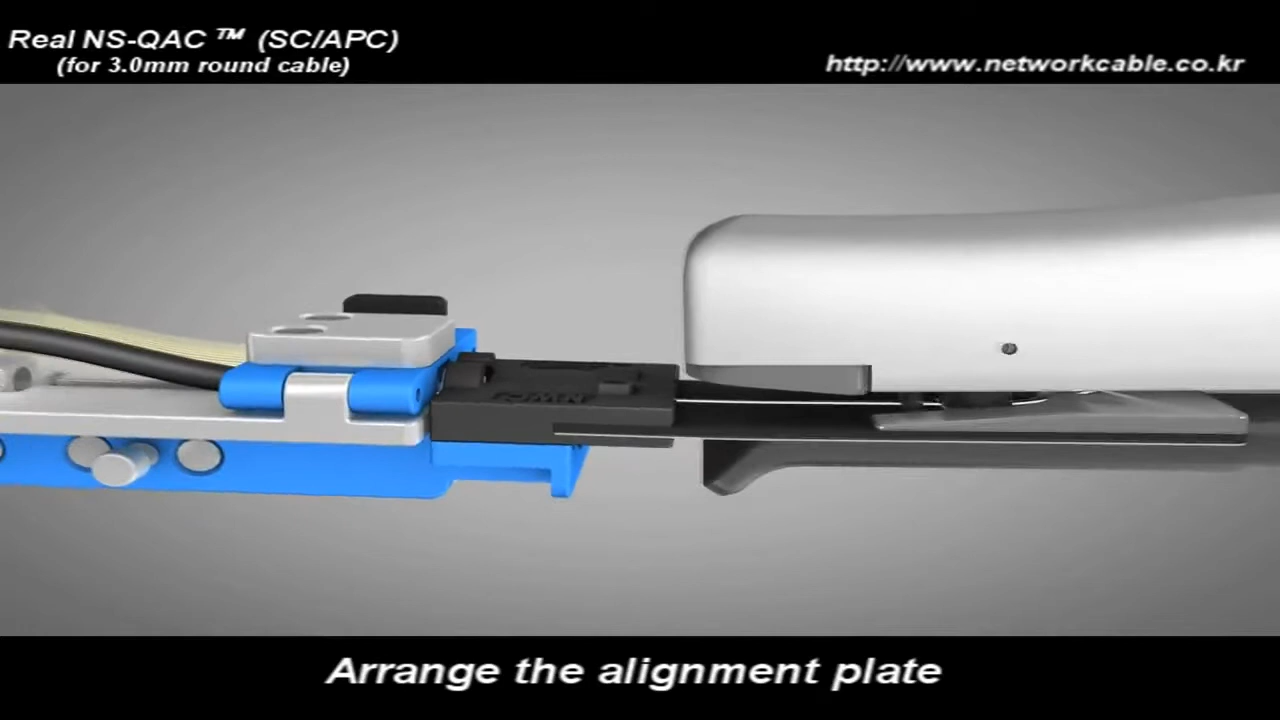 Real NS-QAC ™ (SC/APC)
(for 3.0mm round cable)
http://www.networkcable.co.kr
Arrange the alignment plate